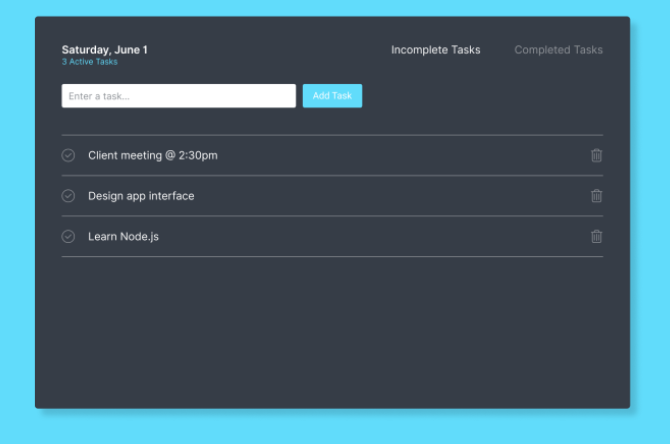 Saturday, June 1
3 Active Tasks
Incomplete Tasks
Completed Tasks
Enter a task...
Add Task
Client meeting @ 2:30pm
Design app interface
Learn Node.js